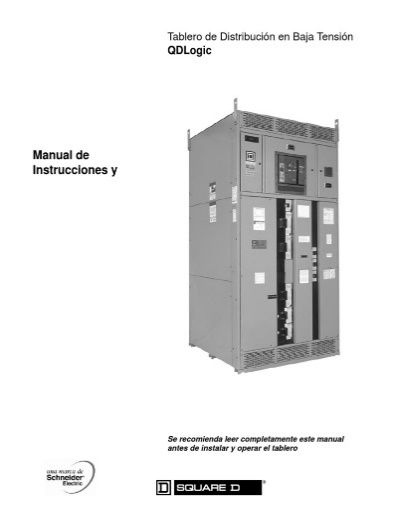 Tablero de Distribución en Baja Tensión
QDLogic
Manual de
Instrucciones y
Se recomienda leer completamente este manual
antes de instalar y operar el tablero
una marca de
Schneider
Electric
D SQUARE D ®